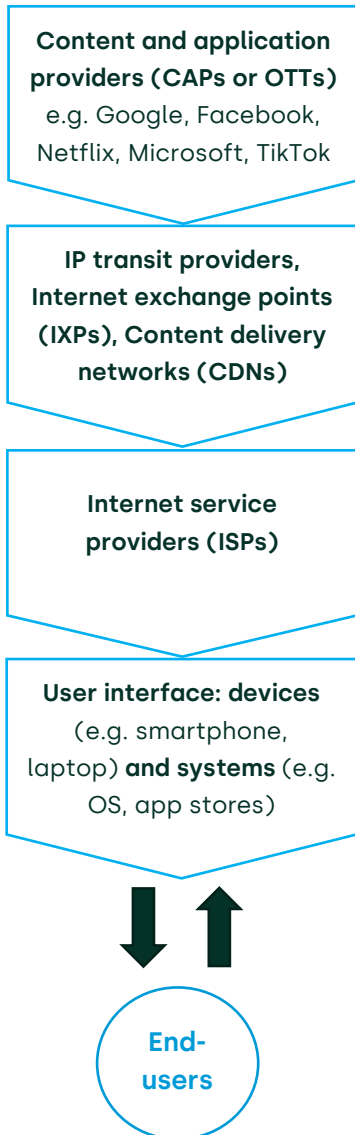 Content and application
providers (CAPs or OTTs)
e.g. Google, Facebook,
Netflix, Microsoft, TikTok
IP transit providers,
Internet exchange points
(IXPs), Content delivery
networks (CDNs)
Internet service
providers (ISPs)
User interface: devices
(e.g. smartphone,
laptop) and systems (e.g.
OS, app stores)
End-
users